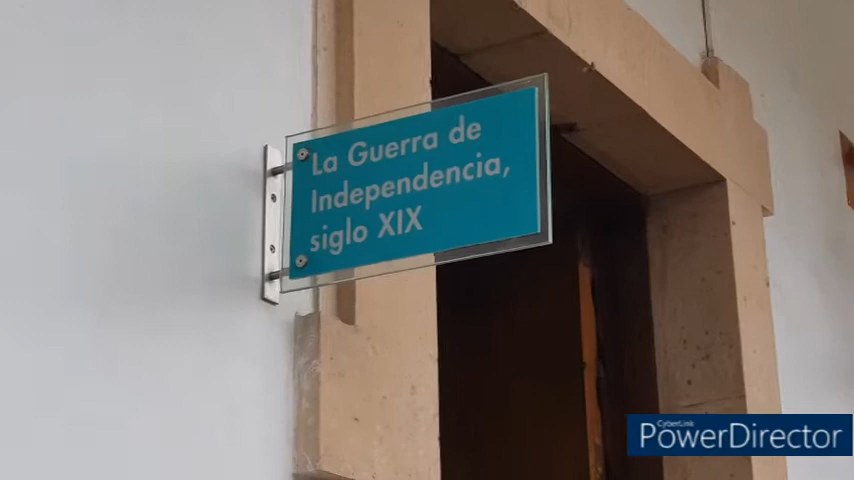 La Guerra de
Independencia,
siglo XIX
CyberLink
PowerDirector